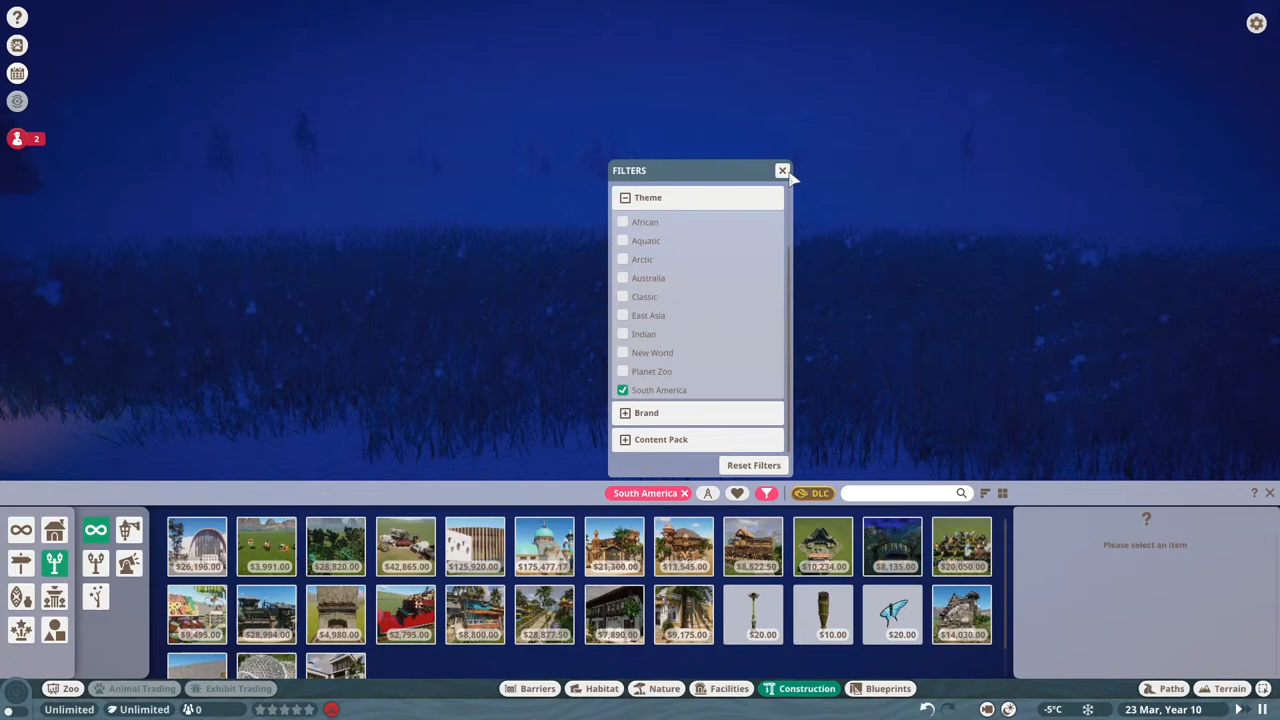 2
FILTERS
Theme
African
Aquatic
Arctic
Australia
Classic
East Asia
Indian
New World
Planet Zoo
South America
Brand
Content Pack
Reset Filters
South America
DLC
$26,196.00 $3,991.00 $28,820.00 $42,865.00 $125,920.00 $175,477.17 $21,300.00 $13,545.00 $8,522.50 $10,234.00 $8,135.00 $20,050.00
Please select an item
$9,495.00 $28,994.00 $4,980.00 $2,795.00 $8,800.00 $28,877.50 $7,890.00 $9,175.00 $20.00 $10.00 $20.00 $14,030.00
Zoo Animal Trading Exhibit Trading Barriers Habitat Nature Facilities Construction Blueprints Paths Terrain
Unlimited Unlimited 0 -5°C 23 Mar, Year 10